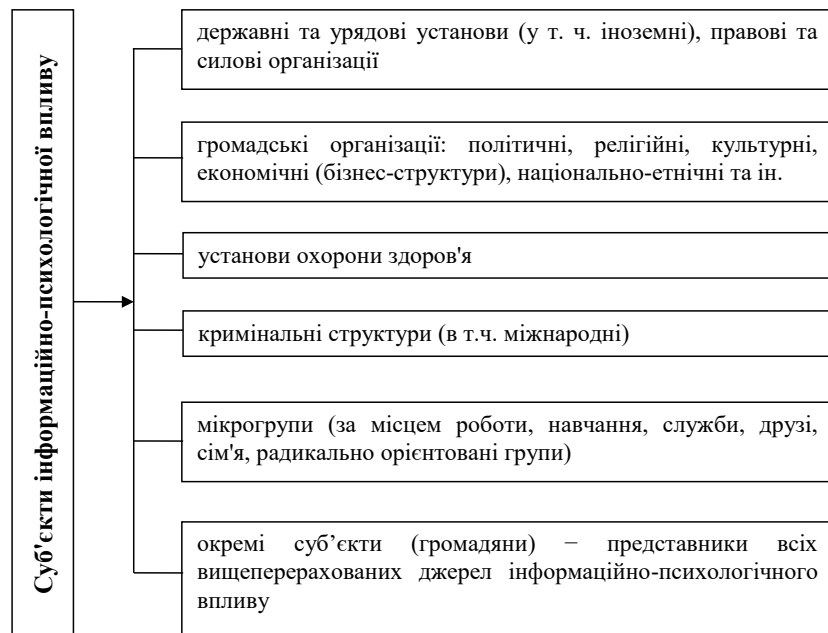 Суб'єкти інформаційно-психологічної впливу
державні та урядові установи (у т. ч. іноземні), правові та
силові організації
громадські організації: політичні, релігійні, культурні,
економічні (бізнес-структури), національно-етнічні та ін.
установи охорони здоров'я
кримінальні структури (в т.ч. міжнародні)
мікрогрупи (за місцем роботи, навчання, служби, друзі,
сім'я, радикально орієнтовані групи)
окремі суб’єкти (громадяни) − представники всіх
вищеперерахованих джерел інформаційно-психологічного
впливу